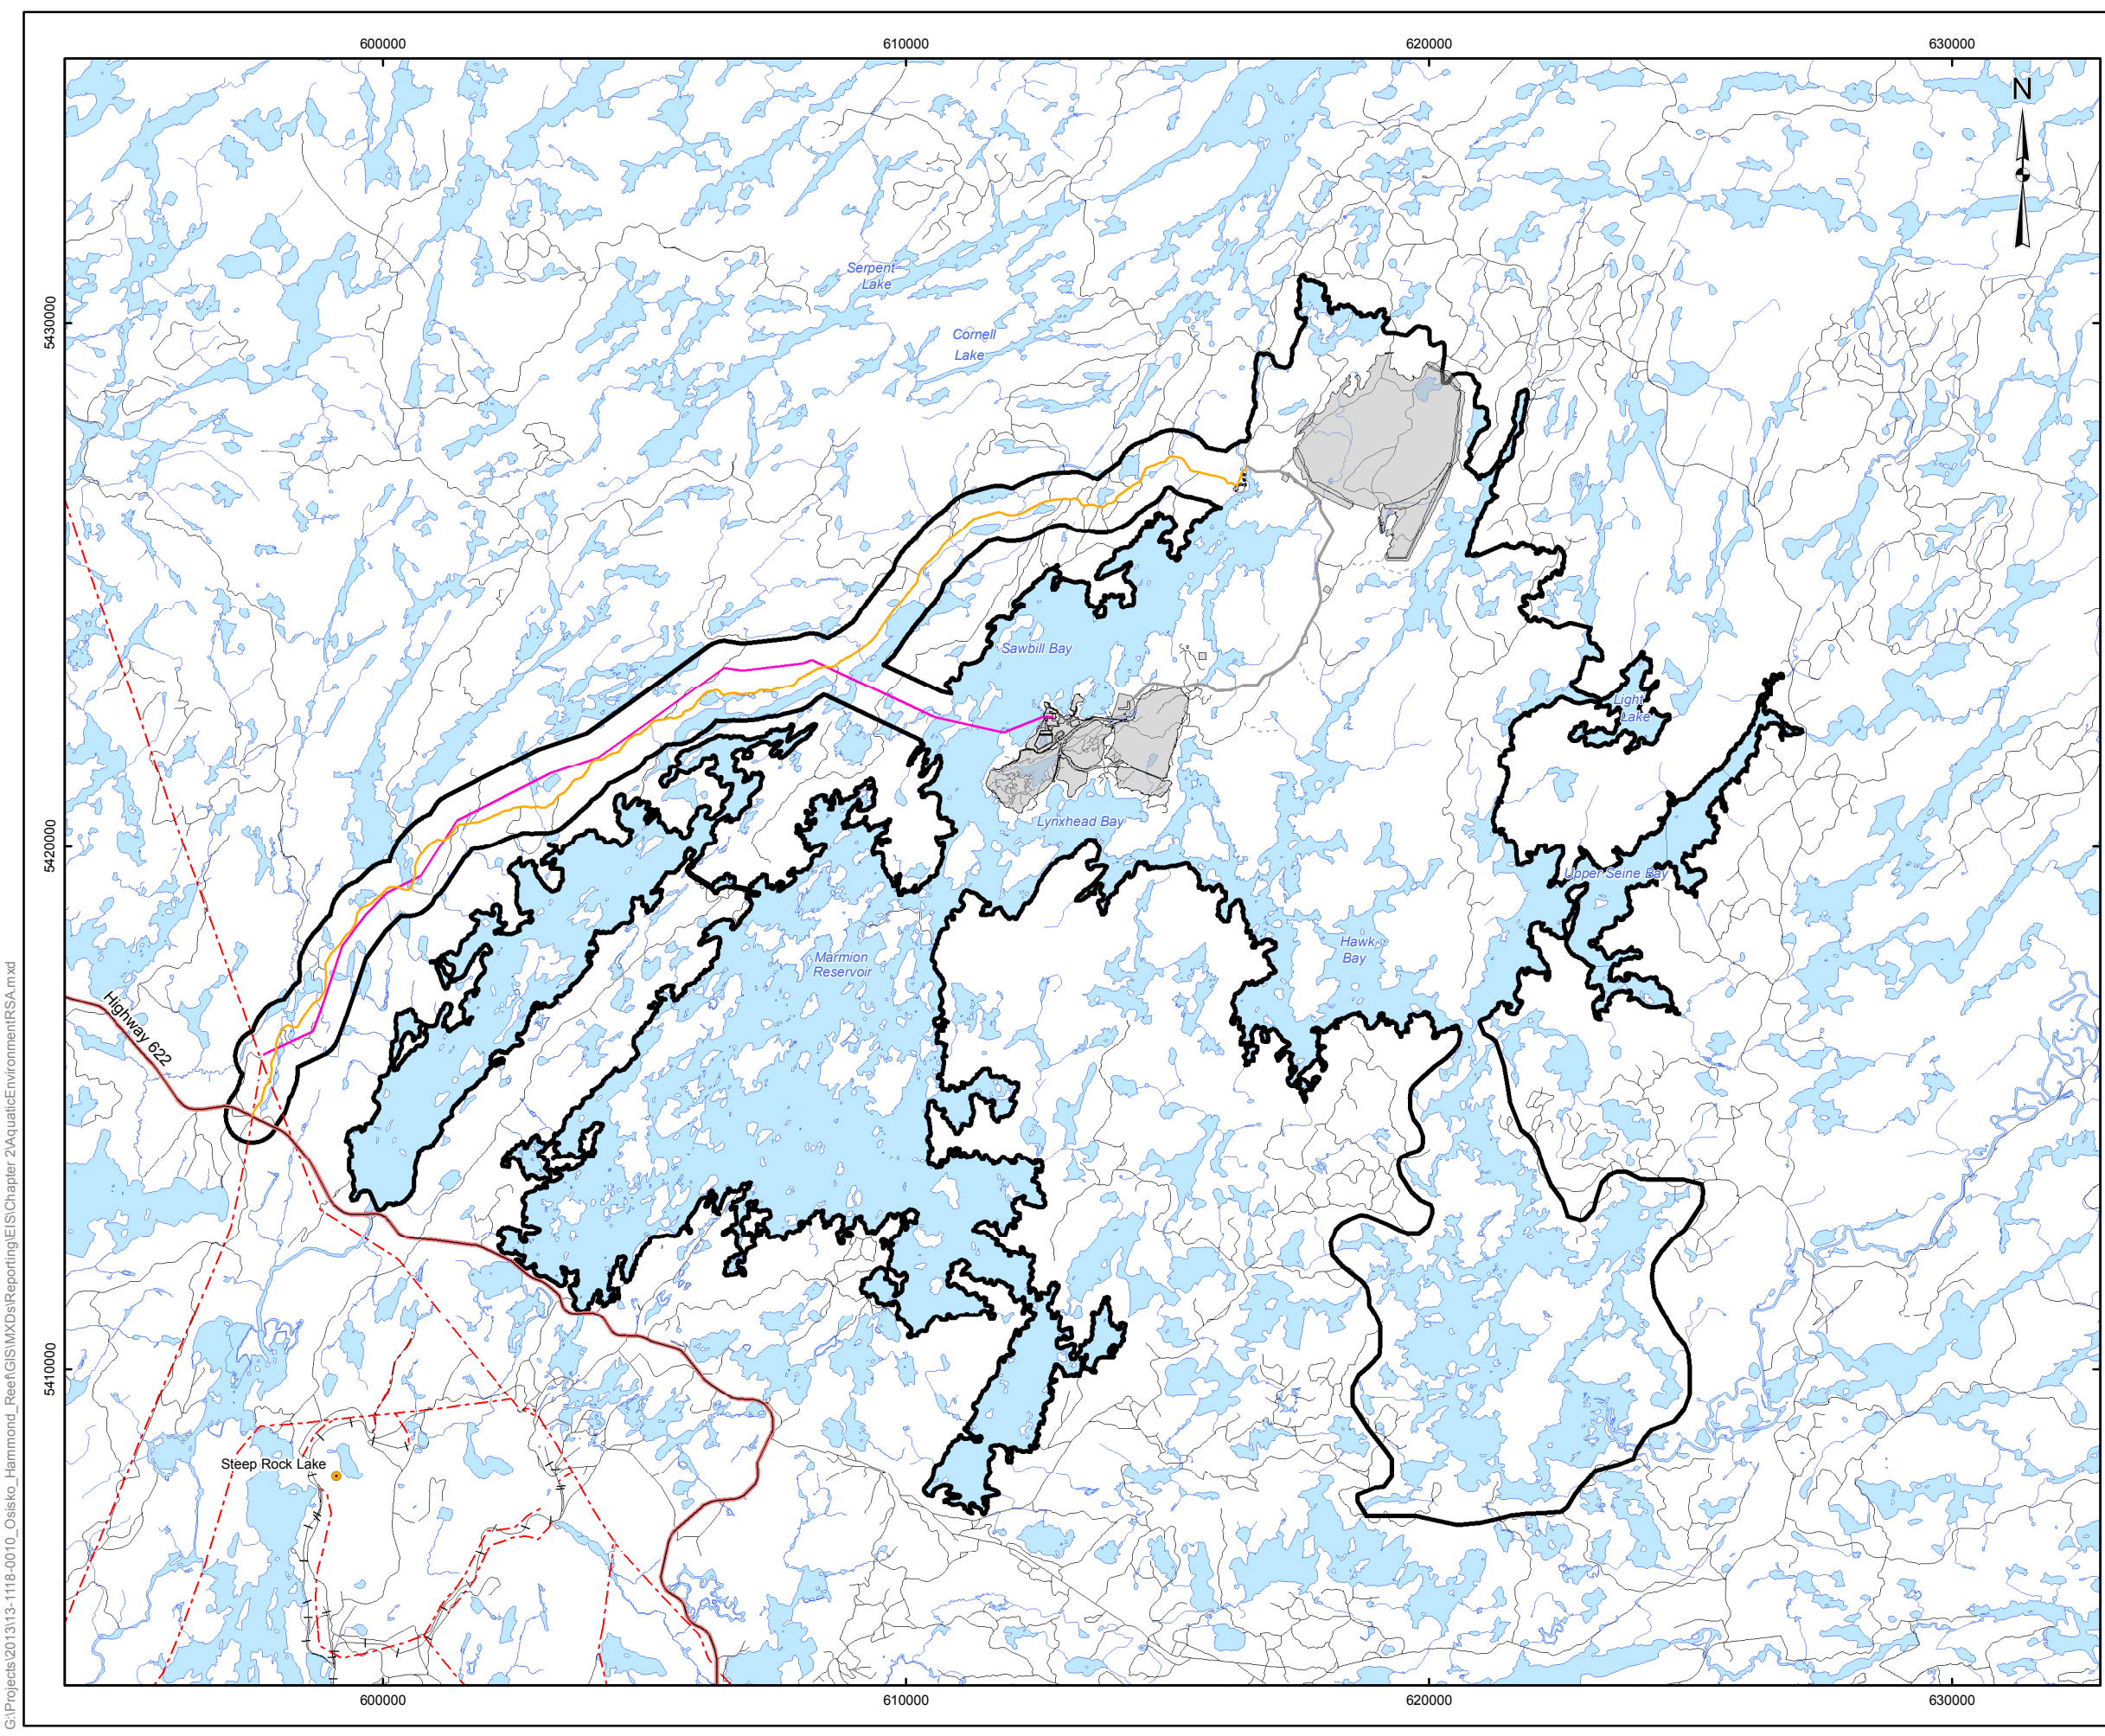 600000
610000
620000
630000
N
Serpent
Lake
5430000
Cornell
Lake
Sawbill Bay
Light
Lake
5420000
Lynxhead Bay
Upper Seine Bay
Hawk
Bay
Marmion
Reservoir
Highway 622
5410000
Steep Rock Lake
600000
610000
620000
630000
G:\Projects\2013\13-1118-0010_Osisko_Hammond_Reef\GIS\MXDs\Reporting\EIS\Chapter 2\AquaticEnvironmentRSA.mxd